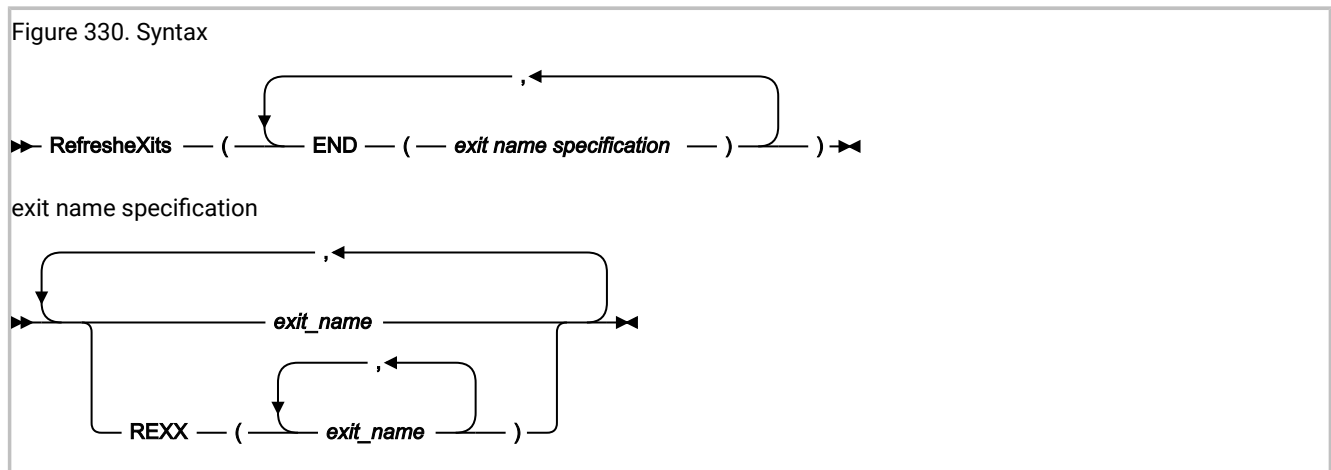 Figure 330. Syntax
,
RefresheXits ( END ( exit name specification ) )
exit name specification
,
exit_name
,
REXX ( exit_name )